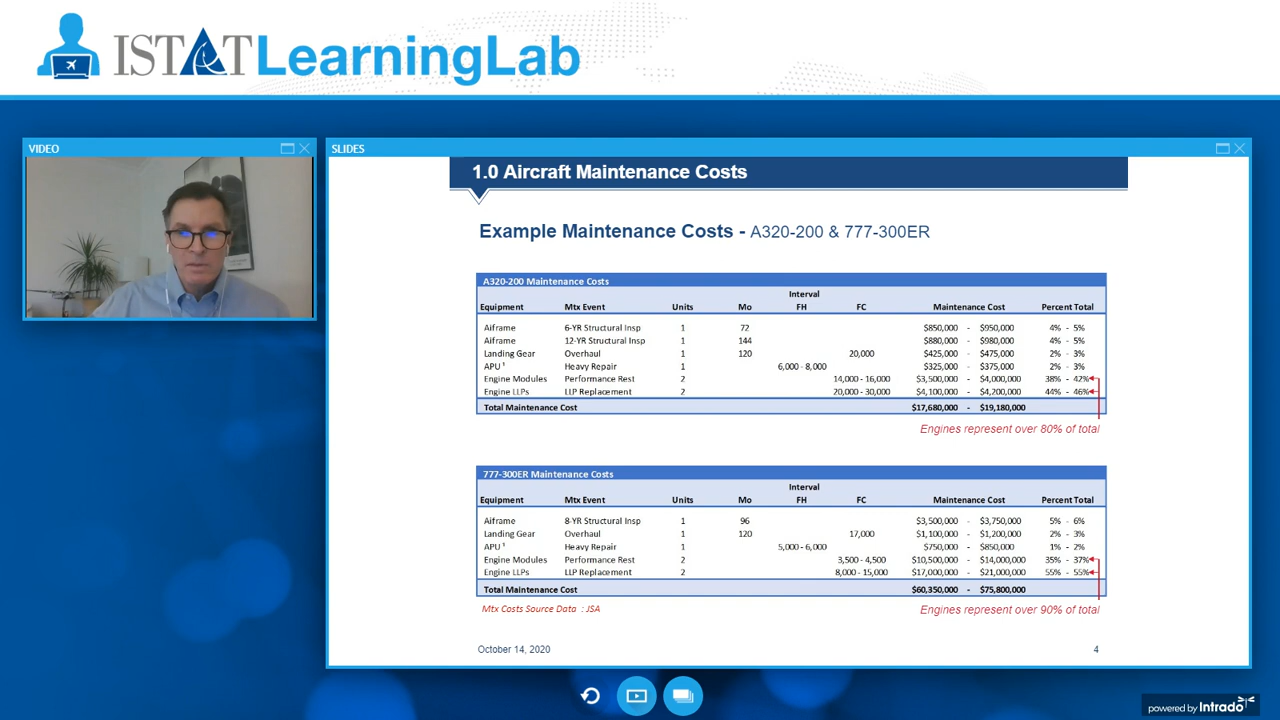 ISTAT LearningLab
VIDEO
SLIDES
1.0 Aircraft Maintenance Costs
Example Maintenance Costs - A320-200 & 777-300ER
A320-200 Maintenance Costs
Interval
Equipment Mtx Event Units Mo FH FC Maintenance Cost Percent Total
Aiframe 6-YR Structural Insp 1 72 $850,000 - $950,000 4% - 5%
Aiframe 12-YR Structural Insp 1 144 $880,000 - $980,000 4% - 5%
Landing Gear Overhaul 1 120 20,000 $425,000 - $475,000 2% - 3%
APU ¹ Heavy Repair 1 6,000 - 8,000 $325,000 - $375,000 2% - 3%
Engine Modules Performance Rest 2 14,000 - 16,000 $3,500,000 - $4,000,000 38% - 42%
Engine LLPs LLP Replacement 2 20,000 - 30,000 $4,100,000 - $4,200,000 44% - 46%
Total Maintenance Cost $17,680,000 - $19,180,000
Engines represent over 80% of total
777-300ER Maintenance Costs
Interval
Equipment Mtx Event Units Mo FH FC Maintenance Cost Percent Total
Aiframe 8-YR Structural Insp 1 96 $3,500,000 - $3,750,000 5% - 6%
Landing Gear Overhaul 1 120 17,000 $1,100,000 - $1,200,000 2% - 3%
APU ¹ Heavy Repair 1 5,000 - 6,000 $750,000 - $850,000 1% - 2%
Engine Modules Performance Rest 2 3,500 - 4,500 $10,500,000 - $14,000,000 35% - 37%
Engine LLPs LLP Replacement 2 8,000 - 15,000 $17,000,000 - $21,000,000 55% - 55%
Total Maintenance Cost $60,350,000 - $75,800,000
Mtx Costs Source Data : JSA
Engines represent over 90% of total
October 14, 2020
4
powered by Intrado